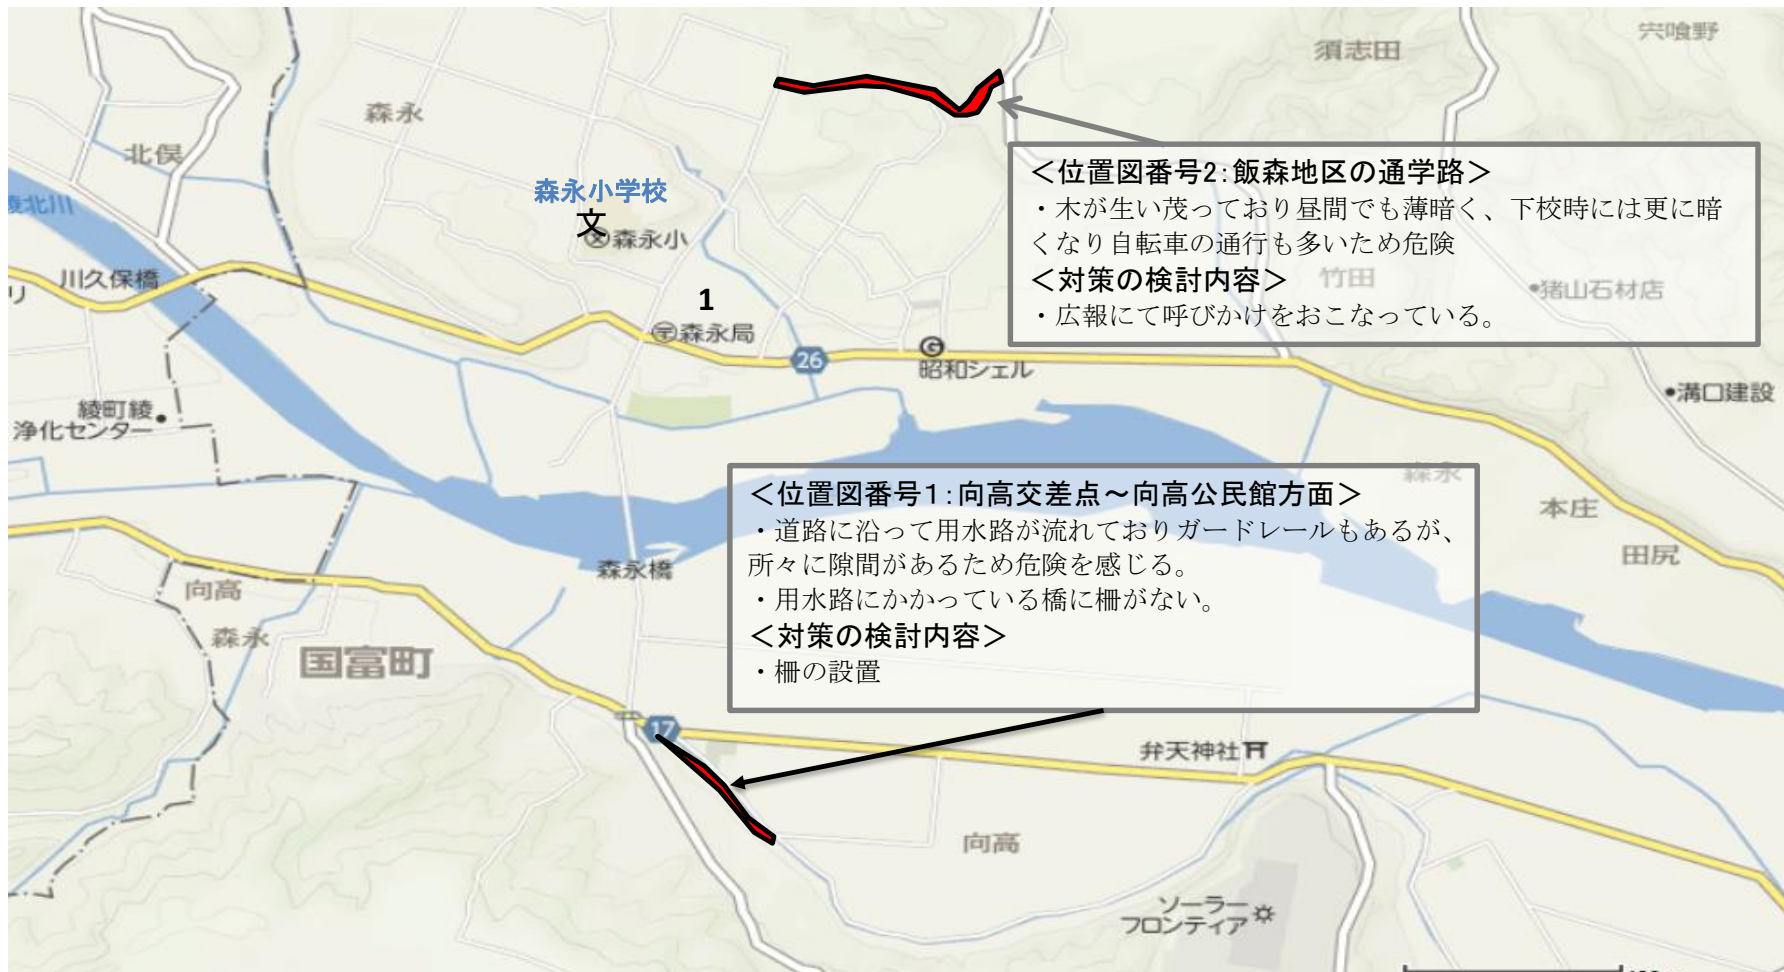 宍喰野
須志田
森永
北俣
森永小学校
文
森永小
綾北川
川久保橋
リ
1
森永局
26
昭和シェル
<位置図番号2:飯森地区の通学路>
・木が生い茂っており昼間でも薄暗く、下校時には更に暗
くなり自転車の通行も多いため危険
<対策の検討内容>
・広報にて呼びかけをおこなっている。
竹田
猪山石材店
溝口建設
綾町綾
浄化センター
森永
本庄
田尻
<位置図番号1:向高交差点~向高公民館方面>
・道路に沿って用水路が流れておりガードレールもあるが、
所々に隙間があるため危険を感じる。
・用水路にかかっている橋に柵がない。
<対策の検討内容>
・柵の設置
森永橋
向高
森永
国富町
17
弁天神社
向高
ソーラー
フロンティア